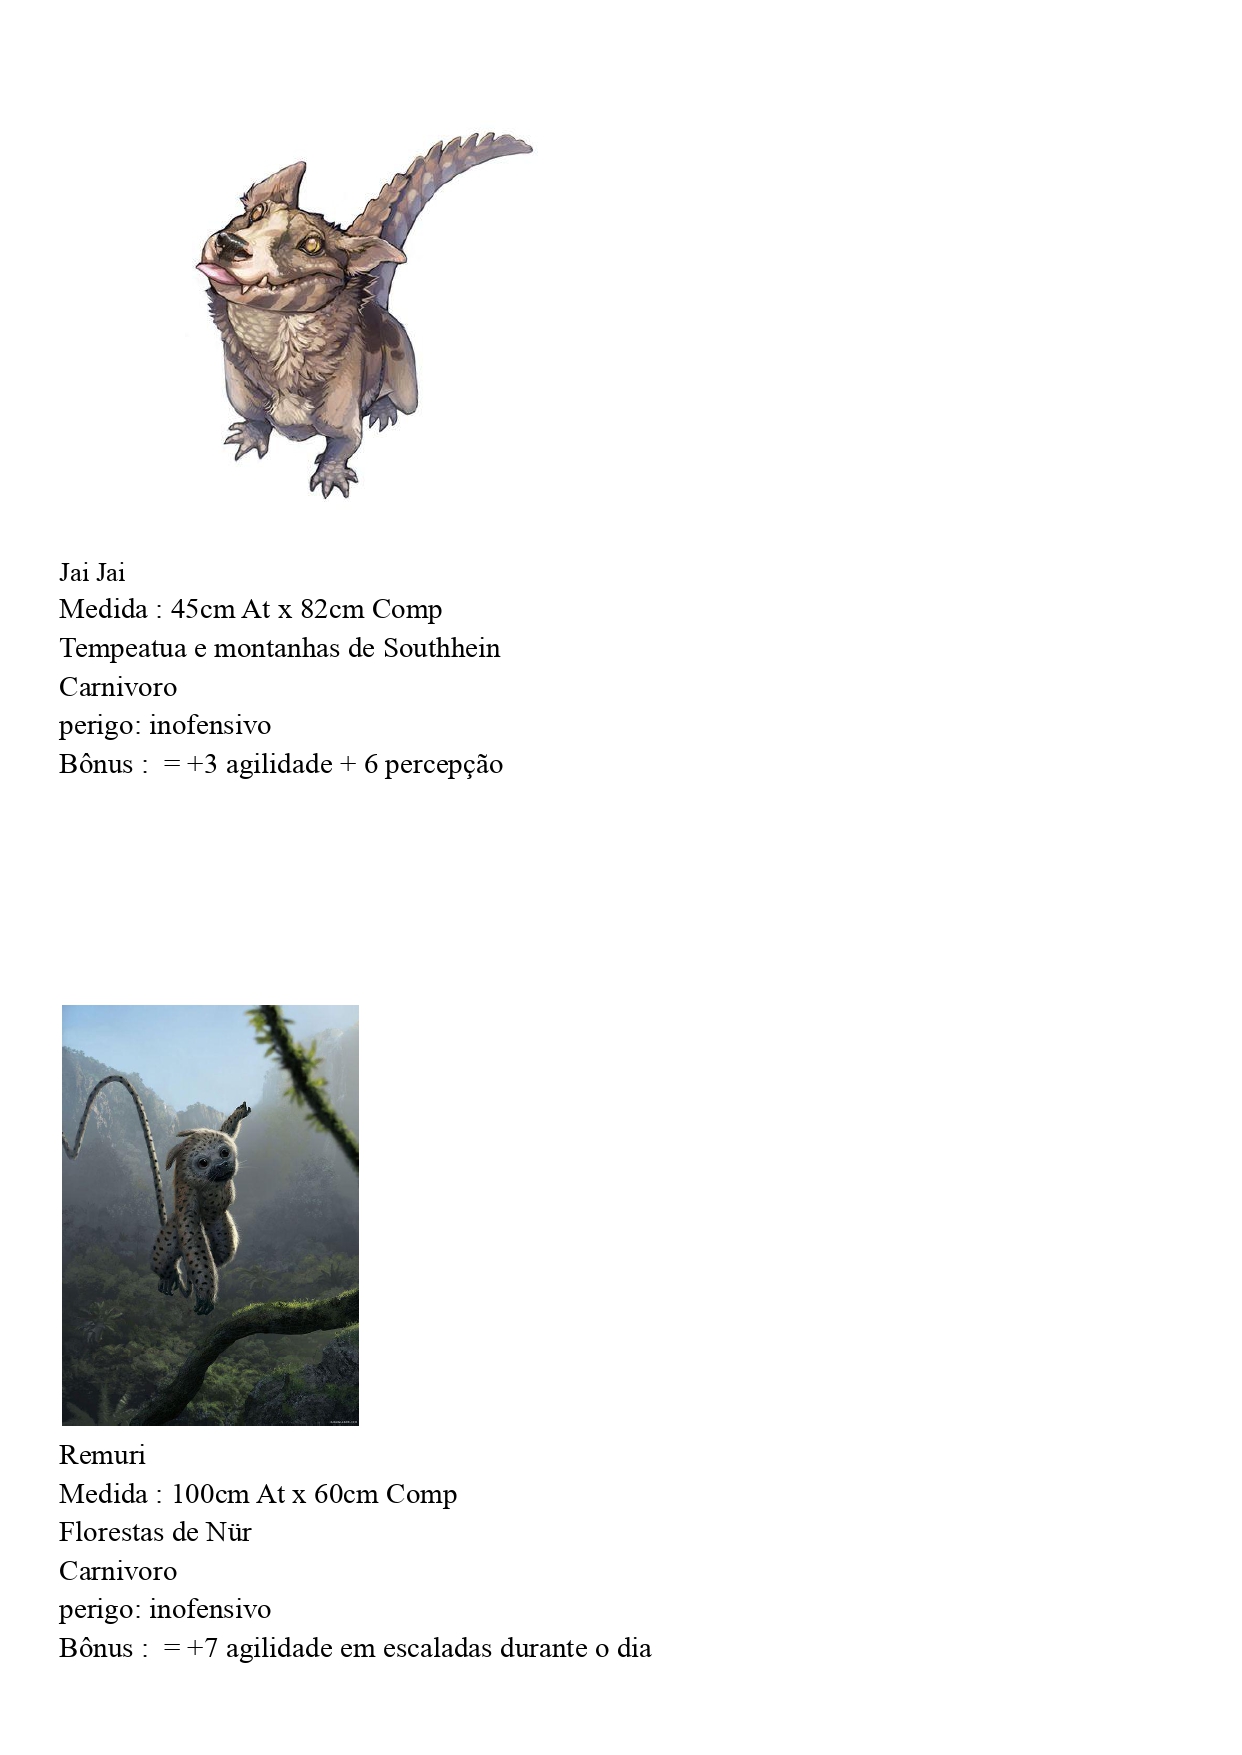 Jai Jai
Medida : 45cm At x 82cm Comp
Tempeatua e montanhas de Southhein
Carnivoro
perigo: inofensivo
Bônus :  = +3 agilidade + 6 percepção
Remuri
Medida : 100cm At x 60cm Comp
Florestas de Nür
Carnivoro
perigo: inofensivo
Bônus :  = +7 agilidade em escaladas durante o dia